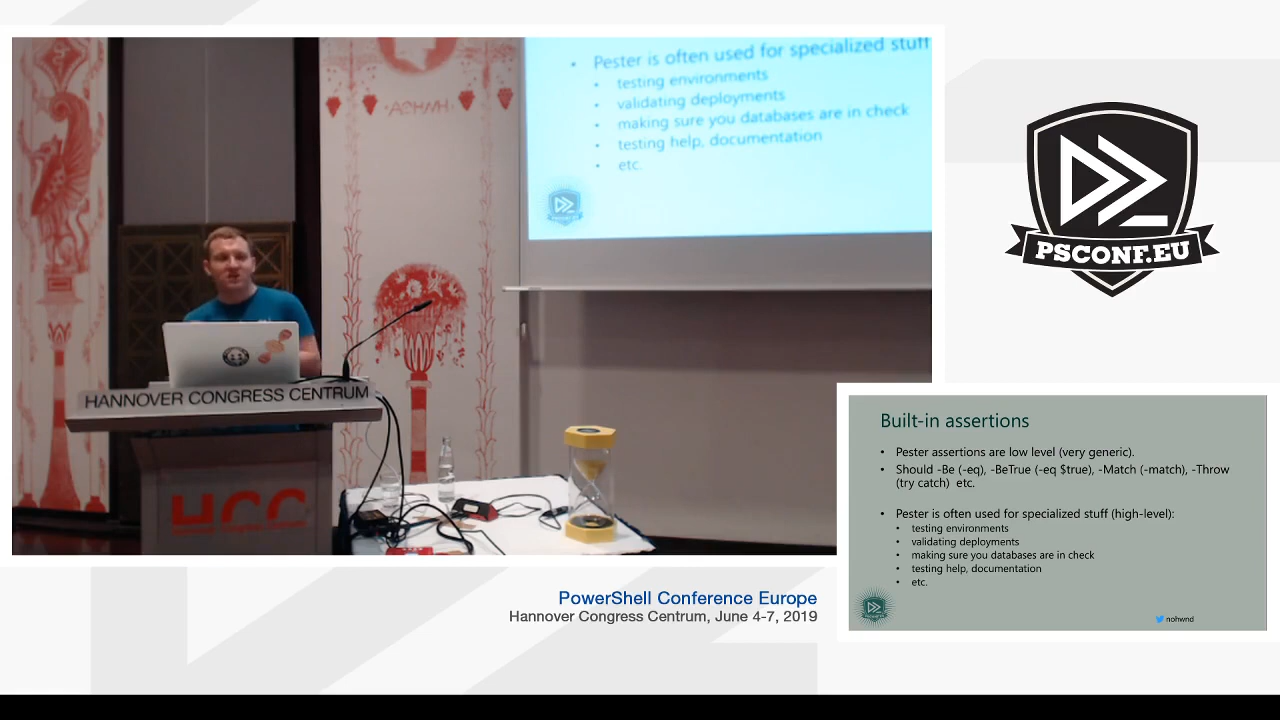 • Pester is often used for specialized stuff
• testing environments
• validating deployments
• making sure you databases are in check
• testing help, documentation
• etc.
HANNOVER CONGRESS CENTRUM
HCC
PSCONF.EU
Built-in assertions
• Pester assertions are low level (very generic).
• Should -Be (-eq), -BeTrue (-eq $true), -Match (-match), -Throw
(try catch) etc.
• Pester is often used for specialized stuff (high-level):
• testing environments
• validating deployments
• making sure you databases are in check
• testing help, documentation
• etc.
nohwnd
PowerShell Conference Europe
Hannover Congress Centrum, June 4-7, 2019